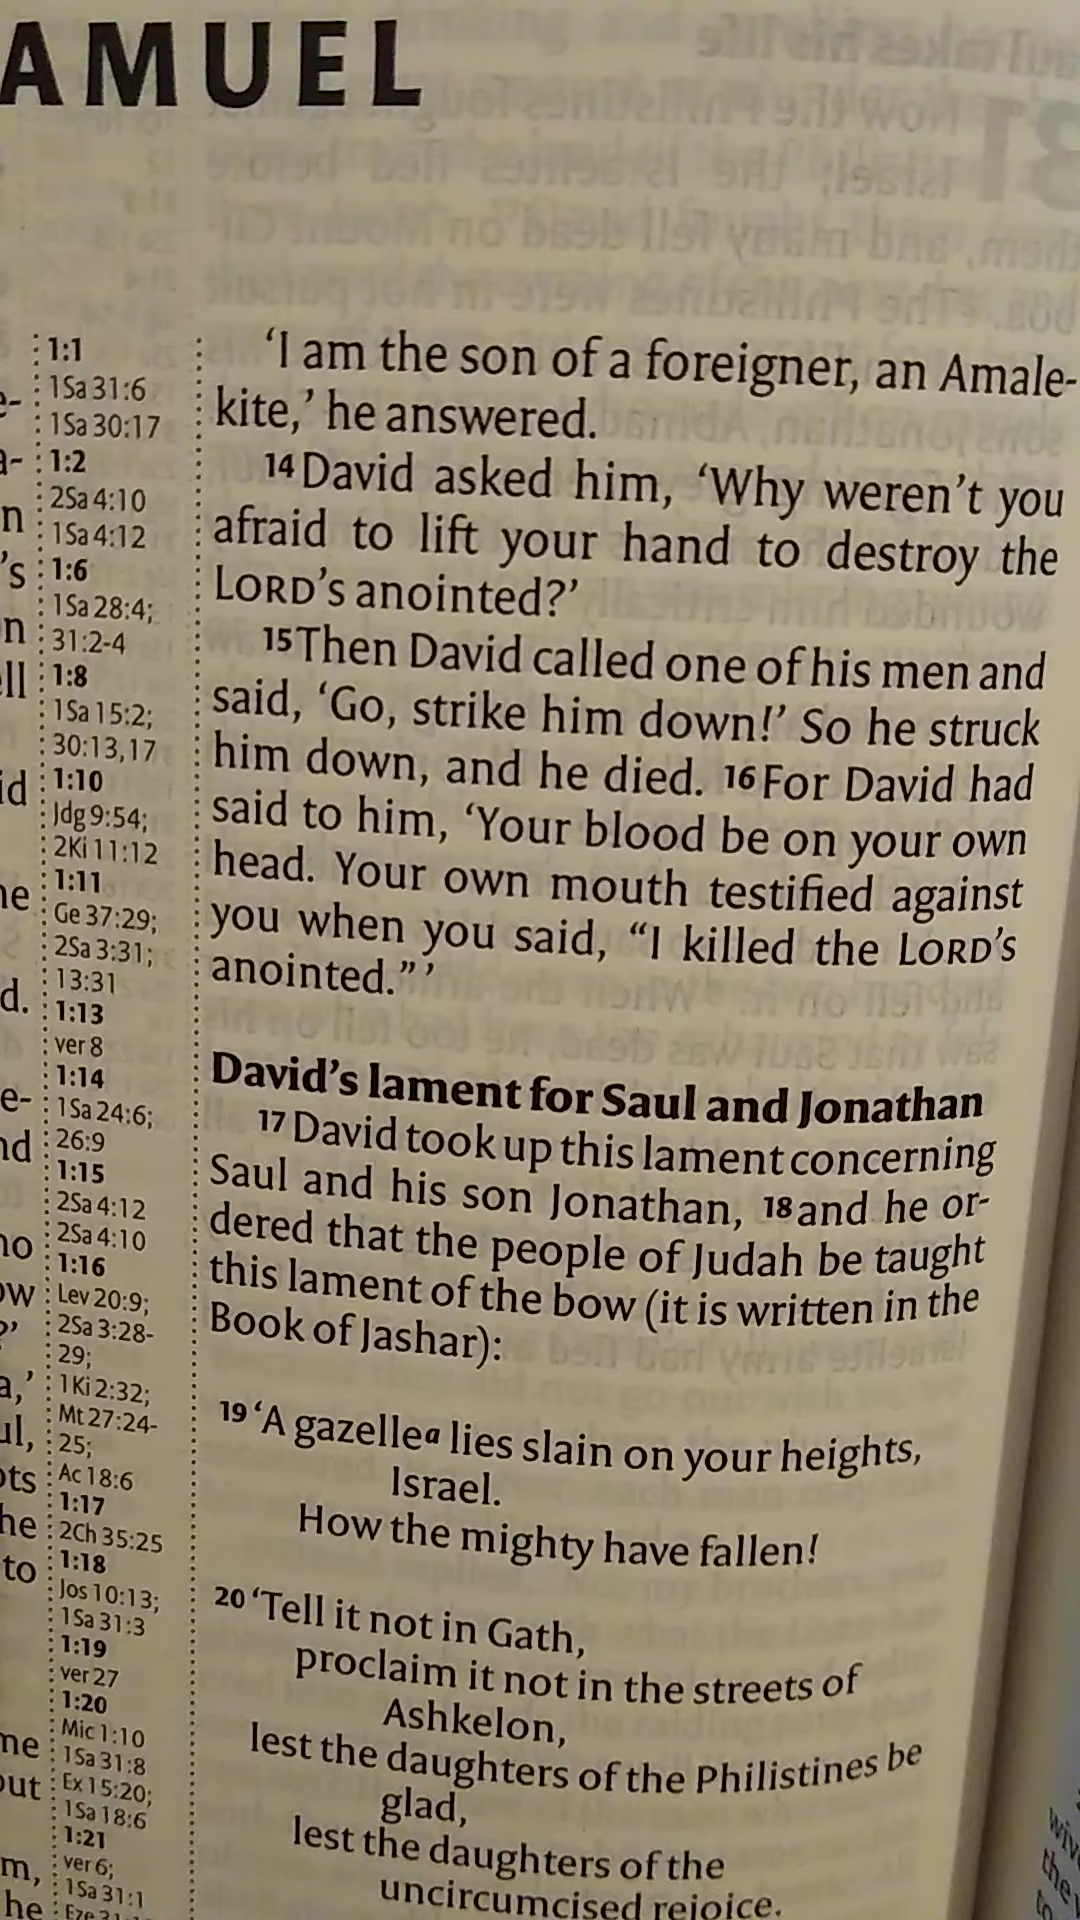 AMUEL
1:1
1Sa 31:6
1Sa 30:17
1:2
2Sa 4:10
1Sa 4:12
1:6
1Sa 28:4;
31:2-4
1:8
1Sa 15:2;
30:13,17
1:10
Jdg 9:54;
2Ki 11:12
1:11
Ge 37:29;
2Sa 3:31;
13:31
1:13
ver 8
1:14
1Sa 24:6;
26:9
1:15
2Sa 4:12
2Sa 4:10
1:16
Lev 20:9;
2Sa 3:28-
29;
1Ki 2:32;
Mt 27:24-
25;
Ac 18:6
1:17
2Ch 35:25
1:18
Jos 10:13;
1Sa 31:3
1:19
ver 27
1:20
Mic 1:10
1Sa 31:8
Ex 15:20;
1Sa 18:6
1:21
ver 6;
1Sa 31:1
‘I am the son of a foreigner, an Amale-
kite,’ he answered.
14 David asked him, ‘Why weren’t you
afraid to lift your hand to destroy the
LORD’S anointed?’
15 Then David called one of his men and
said, ‘Go, strike him down!’ So he struck
him down, and he died. 16 For David had
said to him, ‘Your blood be on your own
head. Your own mouth testified against
you when you said, “I killed the LORD’S
anointed.” ’
David’s lament for Saul and Jonathan
17 David took up this lament concerning
Saul and his son Jonathan, 18 and he or-
dered that the people of Judah be taught
this lament of the bow (it is written in the
Book of Jashar):
19 ‘A gazelle a lies slain on your heights,
Israel.
How the mighty have fallen!
20 ‘Tell it not in Gath,
proclaim it not in the streets of
Ashkelon,
lest the daughters of the Philistines be
glad,
lest the daughters of the
uncircumcised rejoice.